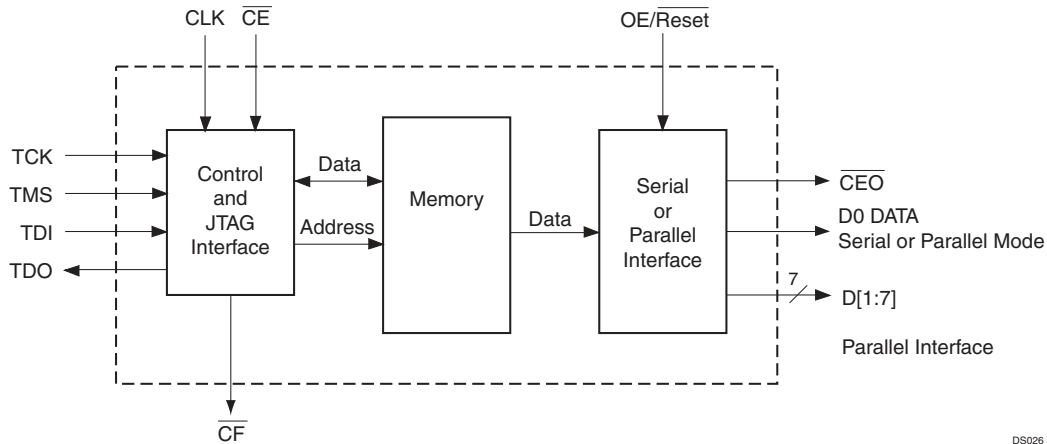 CLK
CE
OE/Reset
TCK
TMS
TDI
TDO
Control
and
JTAG
Interface
Data
Address
Memory
Data
Serial
or
Parallel
Interface
CEO
D0 DATA
Serial or Parallel Mode
7
D[1:7]
Parallel Interface
CF
DS026